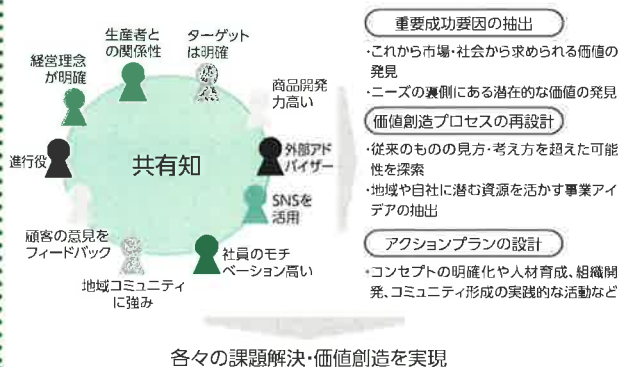 生産者と
の関係性
ターゲット
は明確
経営理念
が明確
商品開発
力高い
進行役
共有知
外部アド
バイザー
SNSを
活用
顧客の意見を
フィードバック
社員のモチ
ベーション高い
地域コミュニティ
に強み
重要成功要因の抽出
・これから市場・社会から求められる価値の
発見
・ニーズの裏側にある潜在的な価値の発見
価値創造プロセスの再設計
・従来のものの見方・考え方を超えた可能
性を探索
・地域や自社に潜む資源を活かす事業アイ
デアの抽出
アクションプランの設計
・コンセプトの明確化や人材育成、組織開
発、コミュニティ形成の実践的な活動など
各々の課題解決・価値創造を実現